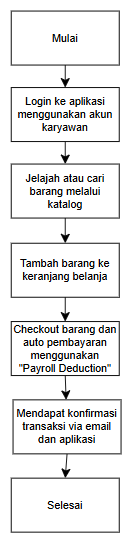 Mulai
Login ke aplikasi
menggunakan akun
karyawan
Jelajah atau cari
barang melalui
katalog
Tambah barang ke
keranjang belanja
Checkout barang dan
auto pembayaran
menggunakan
"Payroll Deduction"
Mendapat konfirmasi
transaksi via email
dan aplikasi
Selesai